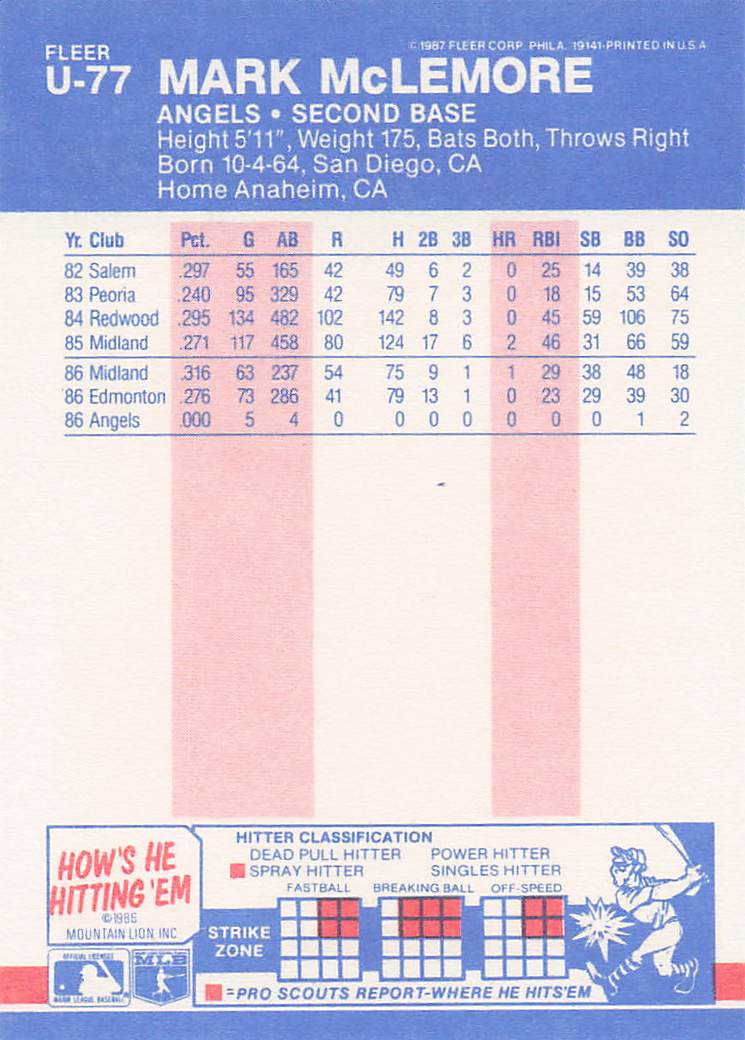 FLEER
© 1987 FLEER CORP. PHILA. 19141-PRINTED IN U.S.A.
U-77 MARK McLEMORE
ANGELS • SECOND BASE
Height 5'11", Weight 175, Bats Both, Throws Right
Born 10-4-64, San Diego, CA
Home Anaheim, CA
Yr. Club Pct. G AB R H 2B 3B HR RBI SB BB SO
82 Salem .297 55 165 42 49 6 2 0 25 14 39 38
83 Peoria .240 95 329 42 79 7 3 0 18 15 53 64
84 Redwood .295 134 482 102 142 8 3 0 45 59 106 75
85 Midland .271 117 458 80 124 17 6 2 46 31 66 59
86 Midland .316 63 237 54 75 9 1 1 29 38 48 18
86 Edmonton .276 73 286 41 79 13 1 0 23 29 39 30
86 Angels .000 5 4 0 0 0 0 0 0 0 1 2
HOW'S HE
HITTING 'EM
©1986
MOUNTAIN LION, INC
HITTER CLASSIFICATION
DEAD PULL HITTER POWER HITTER
SPRAY HITTER SINGLES HITTER
FASTBALL BREAKING BALL OFF-SPEED
STRIKE
ZONE
=PRO SCOUTS REPORT-WHERE HE HITS'EM
OFFICIAL LICENSEE
MAJOR LEAGUE BASEBALL